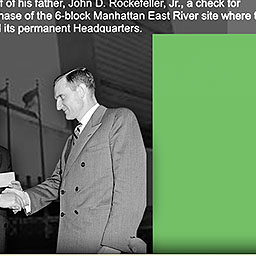 f of his father, John D. Rockefeller, Jr., a check for
hase of the 6-block Manhattan East River site where t
l its permanent Headquarters.